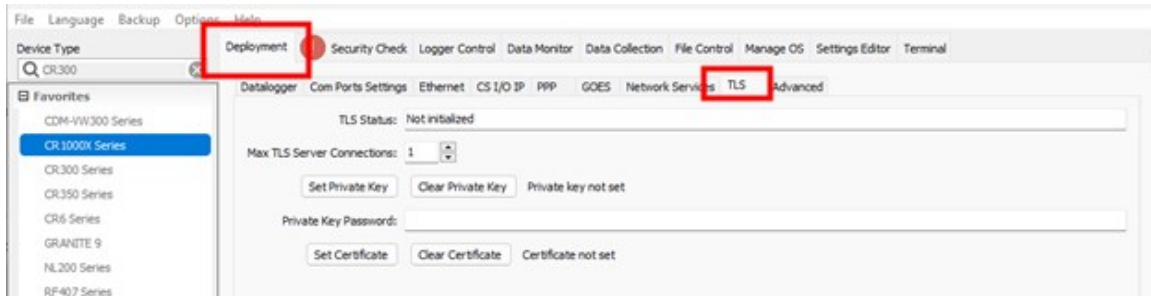 File Language Backup Options Help
Device Type
CR300
Favorites
CDM-VW300 Series
CR1000X Series
CR300 Series
CR350 Series
CR6 Series
GRANITE 9
NL200 Series
RF407 Series
Deployment Security Check Logger Control Data Monitor Data Collection File Control Manage OS Settings Editor Terminal
Datalogger Com Ports Settings Ethernet CS I/O IP PPP GOES Network Services TLS Advanced
TLS Status: Not initialized
Max TLS Server Connections: 1
Set Private Key Clear Private Key Private key not set
Private Key Password:
Set Certificate Clear Certificate Certificate not set